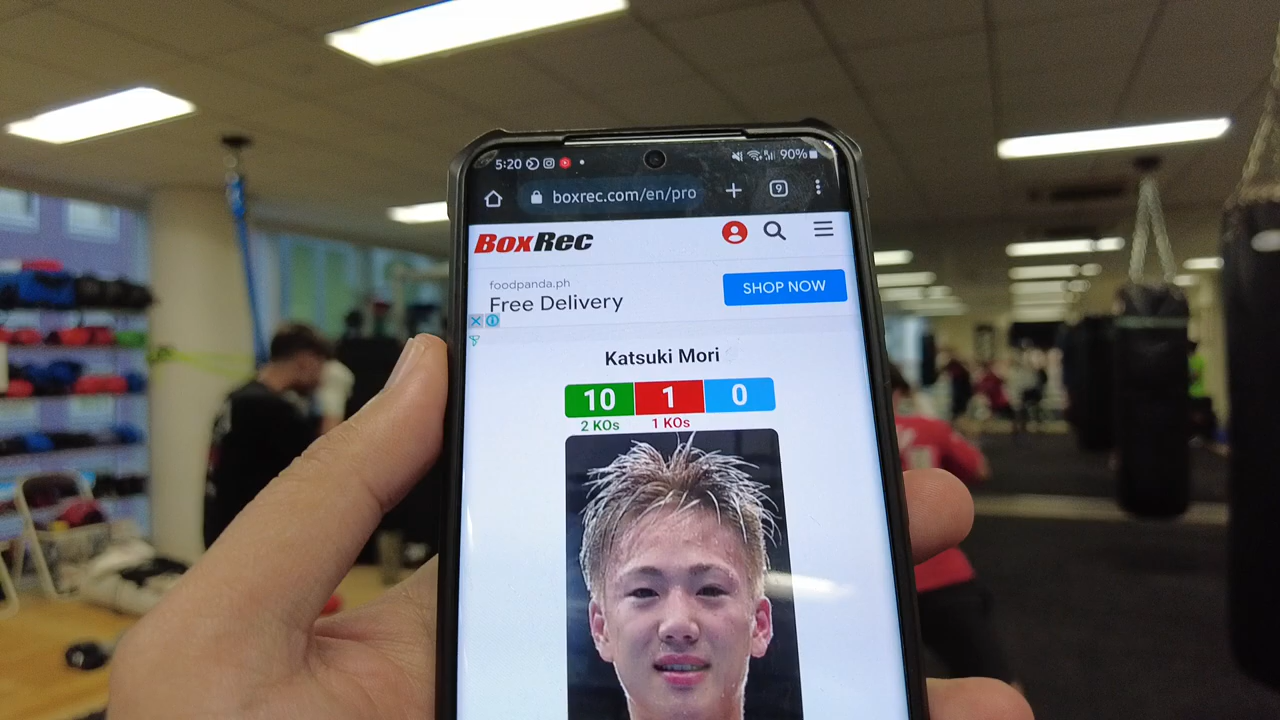 5:20 90%
boxrec.com/en/pro 9
BoxRec
foodpanda.ph
Free Delivery
SHOP NOW
Katsuki Mori
10 1 0
2 KOs 1 KOs